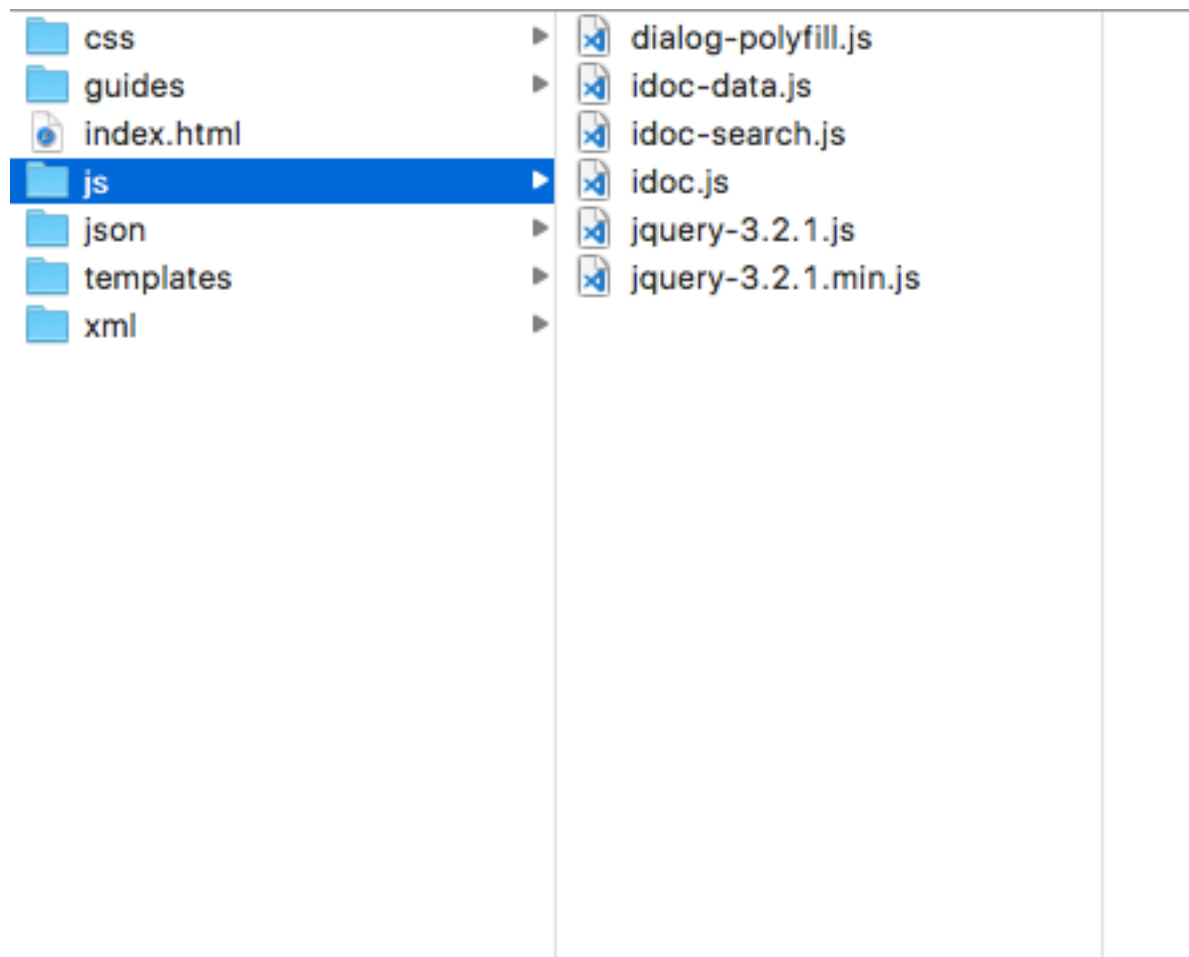 css
guides
index.html
js
json
templates
xml
dialog-polyfill.js
idoc-data.js
idoc-search.js
idoc.js
jquery-3.2.1.js
jquery-3.2.1.min.js